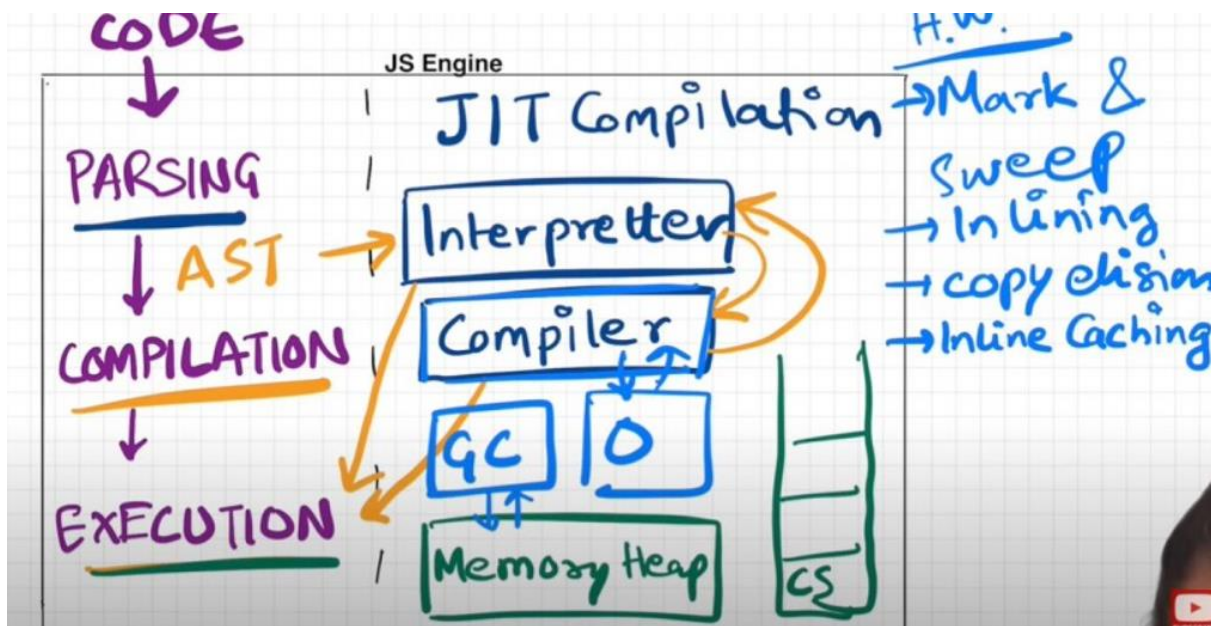 CODE
JS Engine
H.W.
JIT Compilation
→Mark &
Sweep
PARSING
Interpretter
→ Inlining
AST
→ copy elision
Compiler
→Inline Caching
COMPILATION
GC
O
EXECUTION
Memory Heap
CS